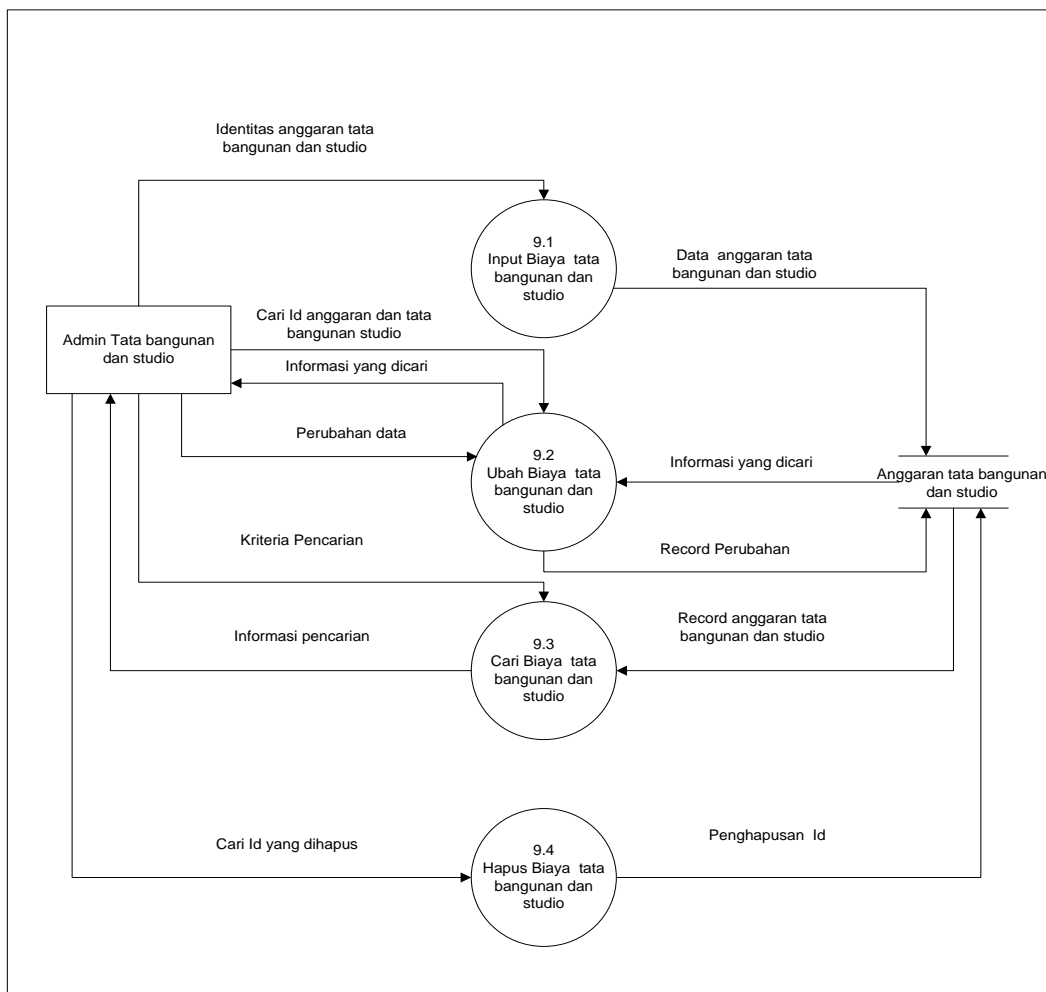 Identitas anggaran tata
bangunan dan studio
9.1
Input Biaya tata
bangunan dan
studio
Data anggaran tata
bangunan dan studio
Cari Id anggaran dan tata
bangunan studio
Admin Tata bangunan
dan studio
Informasi yang dicari
Perubahan data
9.2
Ubah Biaya tata
bangunan dan
studio
Informasi yang dicari
Anggaran tata bangunan
dan studio
Kriteria Pencarian
Record Perubahan
Informasi pencarian
9.3
Cari Biaya tata
bangunan dan
studio
Record anggaran tata
bangunan dan studio
Cari Id yang dihapus
9.4
Hapus Biaya tata
bangunan dan
studio
Penghapusan Id